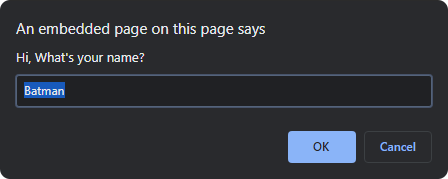 An embedded page on this page says
Hi, What's your name?
Batman
OK Cancel